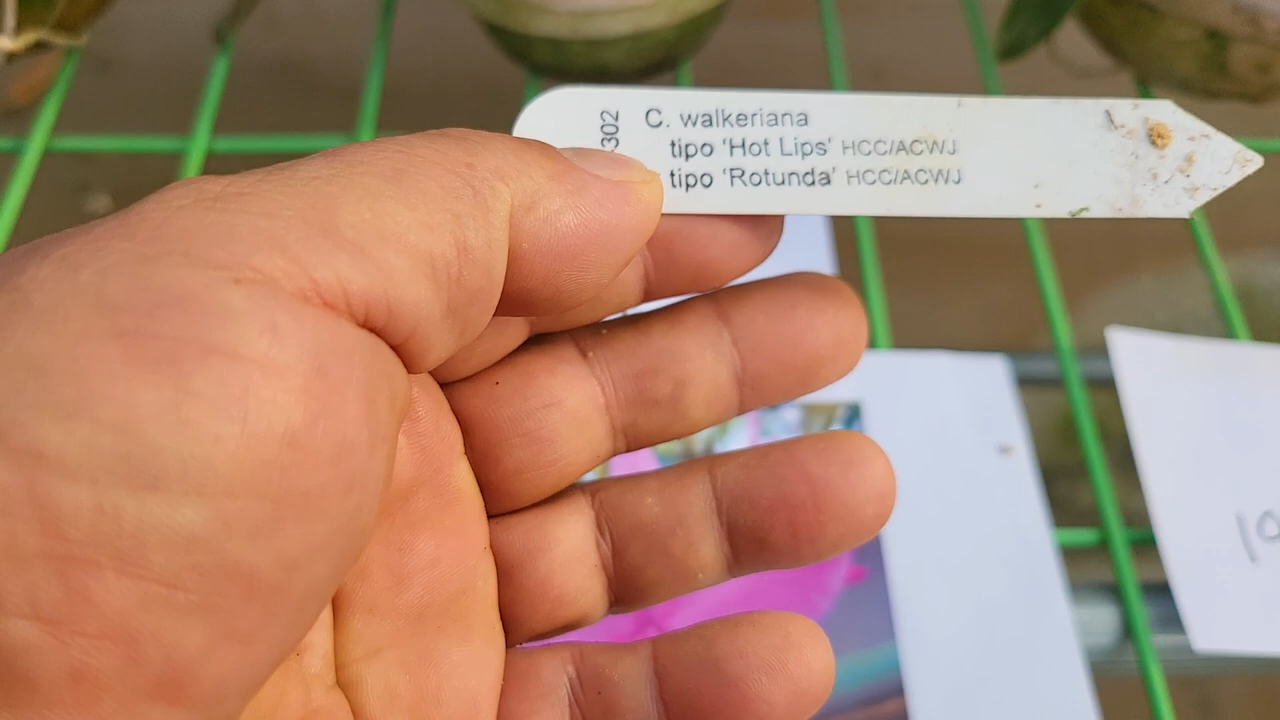 302
C. walkeriana
tipo ‘Hot Lips’ HCC/ACWJ
tipo ‘Rotunda’ HCC/ACWJ